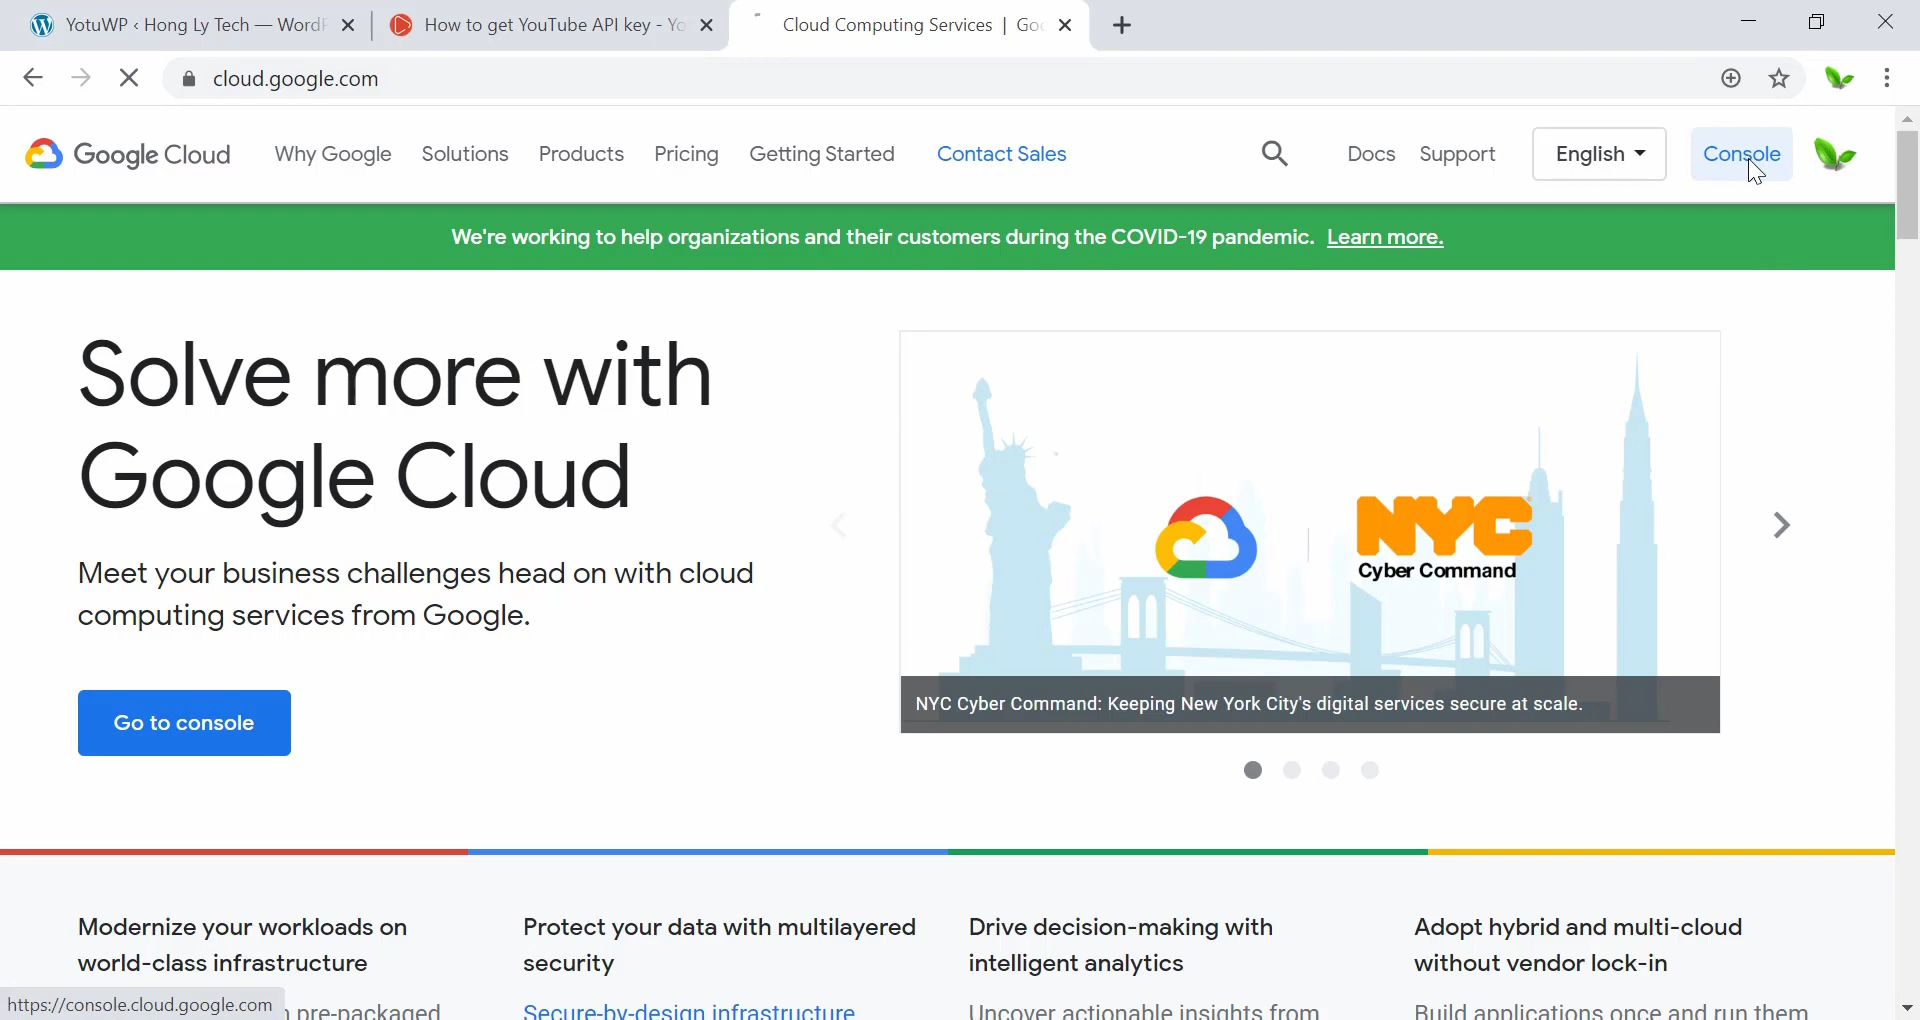 YotuWP ‹ Hong Ly Tech — WordP
How to get YouTube API key - Yo
Cloud Computing Services | Goo
cloud.google.com
Google Cloud
Why Google
Solutions
Products
Pricing
Getting Started
Contact Sales
Docs
Support
English
Console
We're working to help organizations and their customers during the COVID-19 pandemic. Learn more.
Solve more with
Google Cloud
Meet your business challenges head on with cloud
computing services from Google.
Go to console
NYC
Cyber Command
NYC Cyber Command: Keeping New York City's digital services secure at scale.
Modernize your workloads on
world-class infrastructure
Protect your data with multilayered
security
Drive decision-making with
intelligent analytics
Adopt hybrid and multi-cloud
without vendor lock-in
https://console.cloud.google.com
pre-packaged
Secure-by-design infrastructure
Uncover actionable insights from
Build applications once and run them